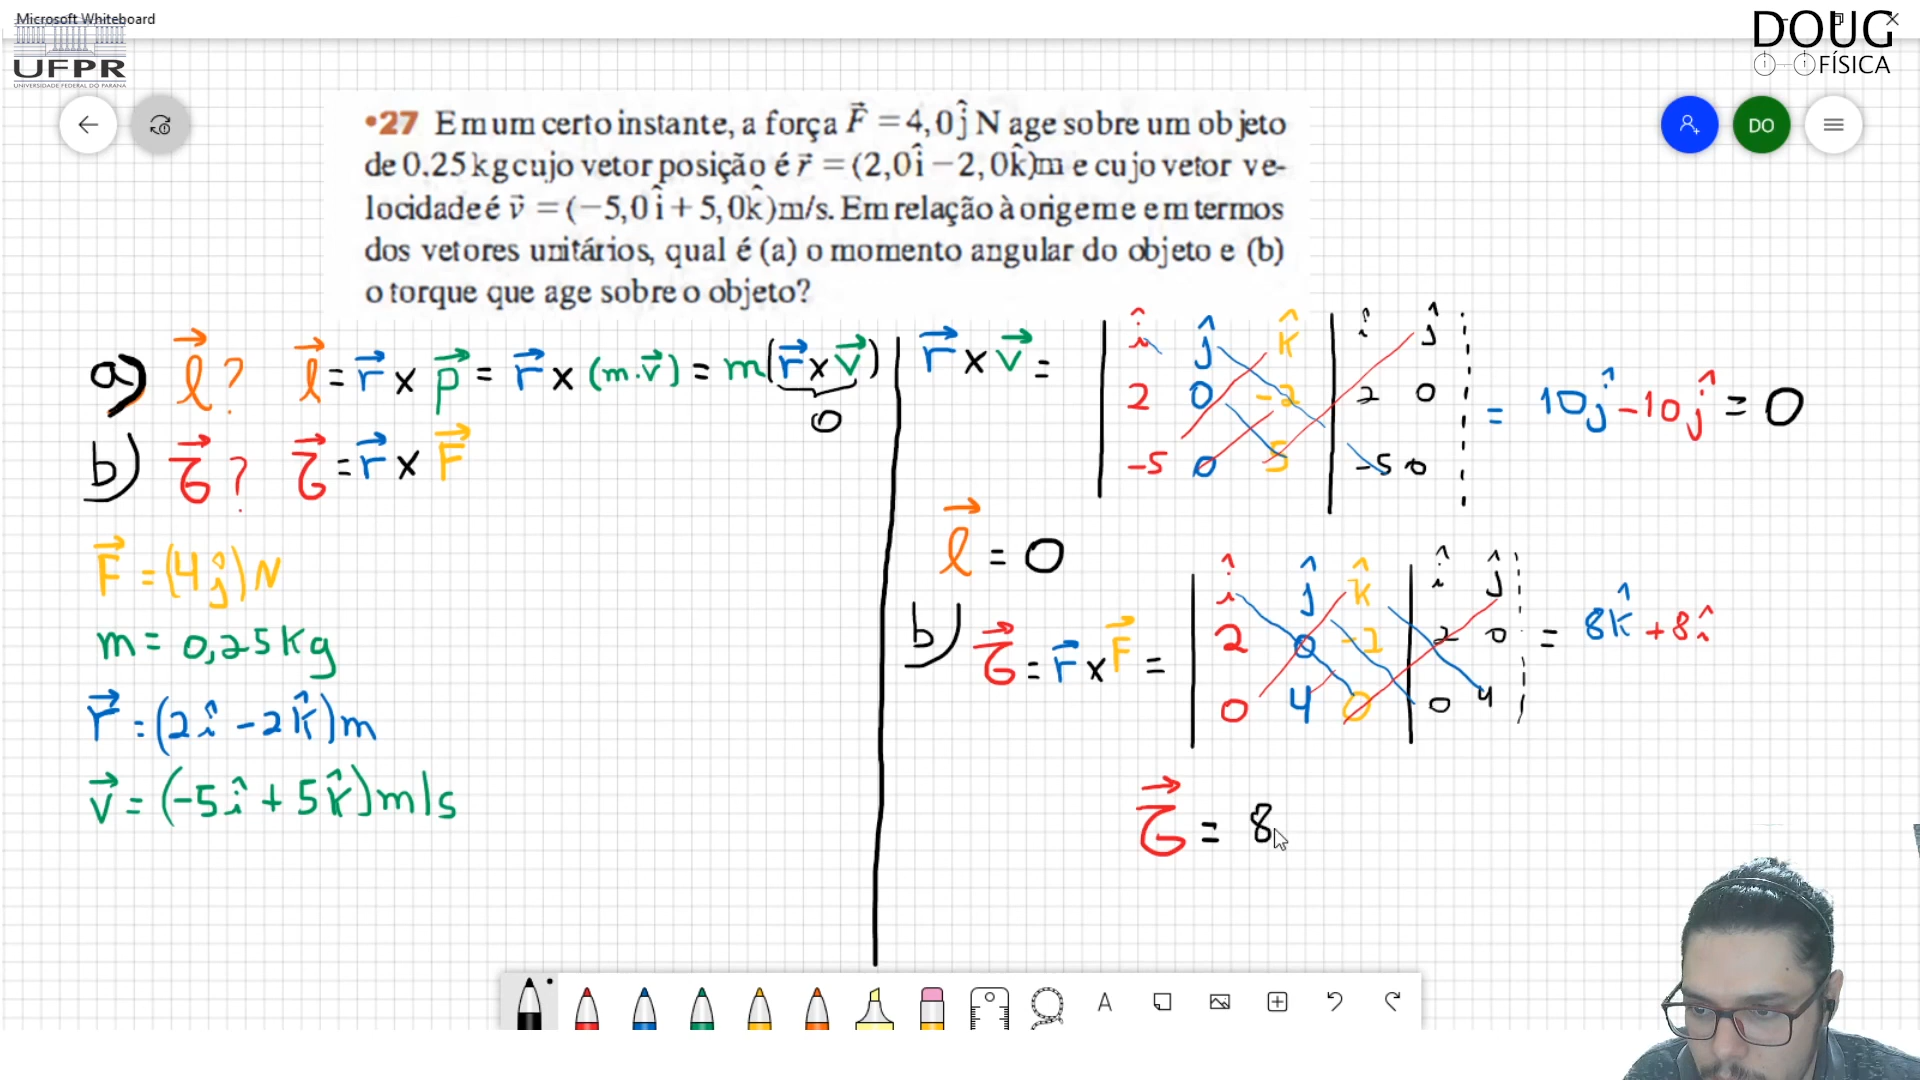 Microsoft Whiteboard
UFPR
UNIVERSIDADE FEDERAL DO PARANÁ
DOUG
FÍSICA
DO
•27 Em um certo instante, a força F⃗ = 4,0ĵ N age sobre um objeto
de 0.25 kg cujo vetor posição é r⃗ = (2,0î − 2,0k̂)m e cujo vetor ve-
locidade é v⃗ = (−5,0î + 5,0k̂)m/s. Em relação à origem e em termos
dos vetores unitários, qual é (a) o momento angular do objeto e (b)
o torque que age sobre o objeto?
a) l⃗? l⃗ = r⃗ × p⃗ = r⃗ × (m.v⃗) = m(r⃗ × v⃗)
0
b) τ⃗? τ⃗ = r⃗ × F⃗
F⃗ = (4ĵ)N
m = 0,25Kg
r⃗ = (2î - 2k̂)m
v⃗ = (-5î + 5k̂)m/s
r⃗ × v⃗ =
î ĵ k̂ î ĵ
2 0 -2 2 0
-5 0 5 -5 0
= 10ĵ - 10ĵ = 0
l⃗ = 0
b) τ⃗ = r⃗ × F⃗ =
î ĵ k̂ î ĵ
2 0 -2 2 0
0 4 0 0 4
= 8k̂ + 8î
τ⃗ = 8
A